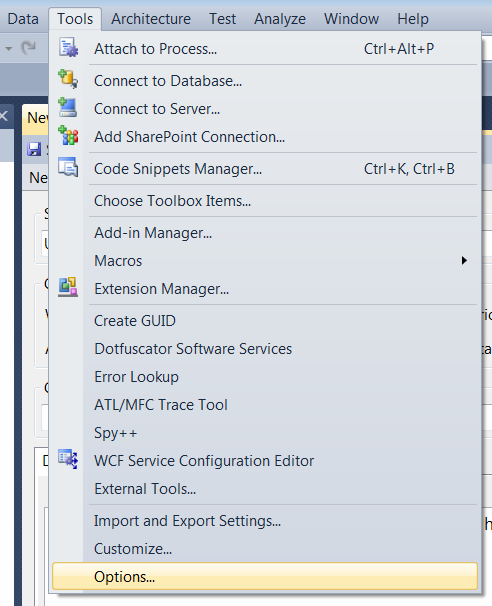 Data Tools Architecture Test Analyze Window Help
Attach to Process... Ctrl+Alt+P
Connect to Database...
Connect to Server...
Add SharePoint Connection...
Code Snippets Manager... Ctrl+K, Ctrl+B
Choose Toolbox Items...
Add-in Manager...
Macros
Extension Manager...
Create GUID
Dotfuscator Software Services
Error Lookup
ATL/MFC Trace Tool
Spy++
WCF Service Configuration Editor
External Tools...
Import and Export Settings...
Customize...
Options...